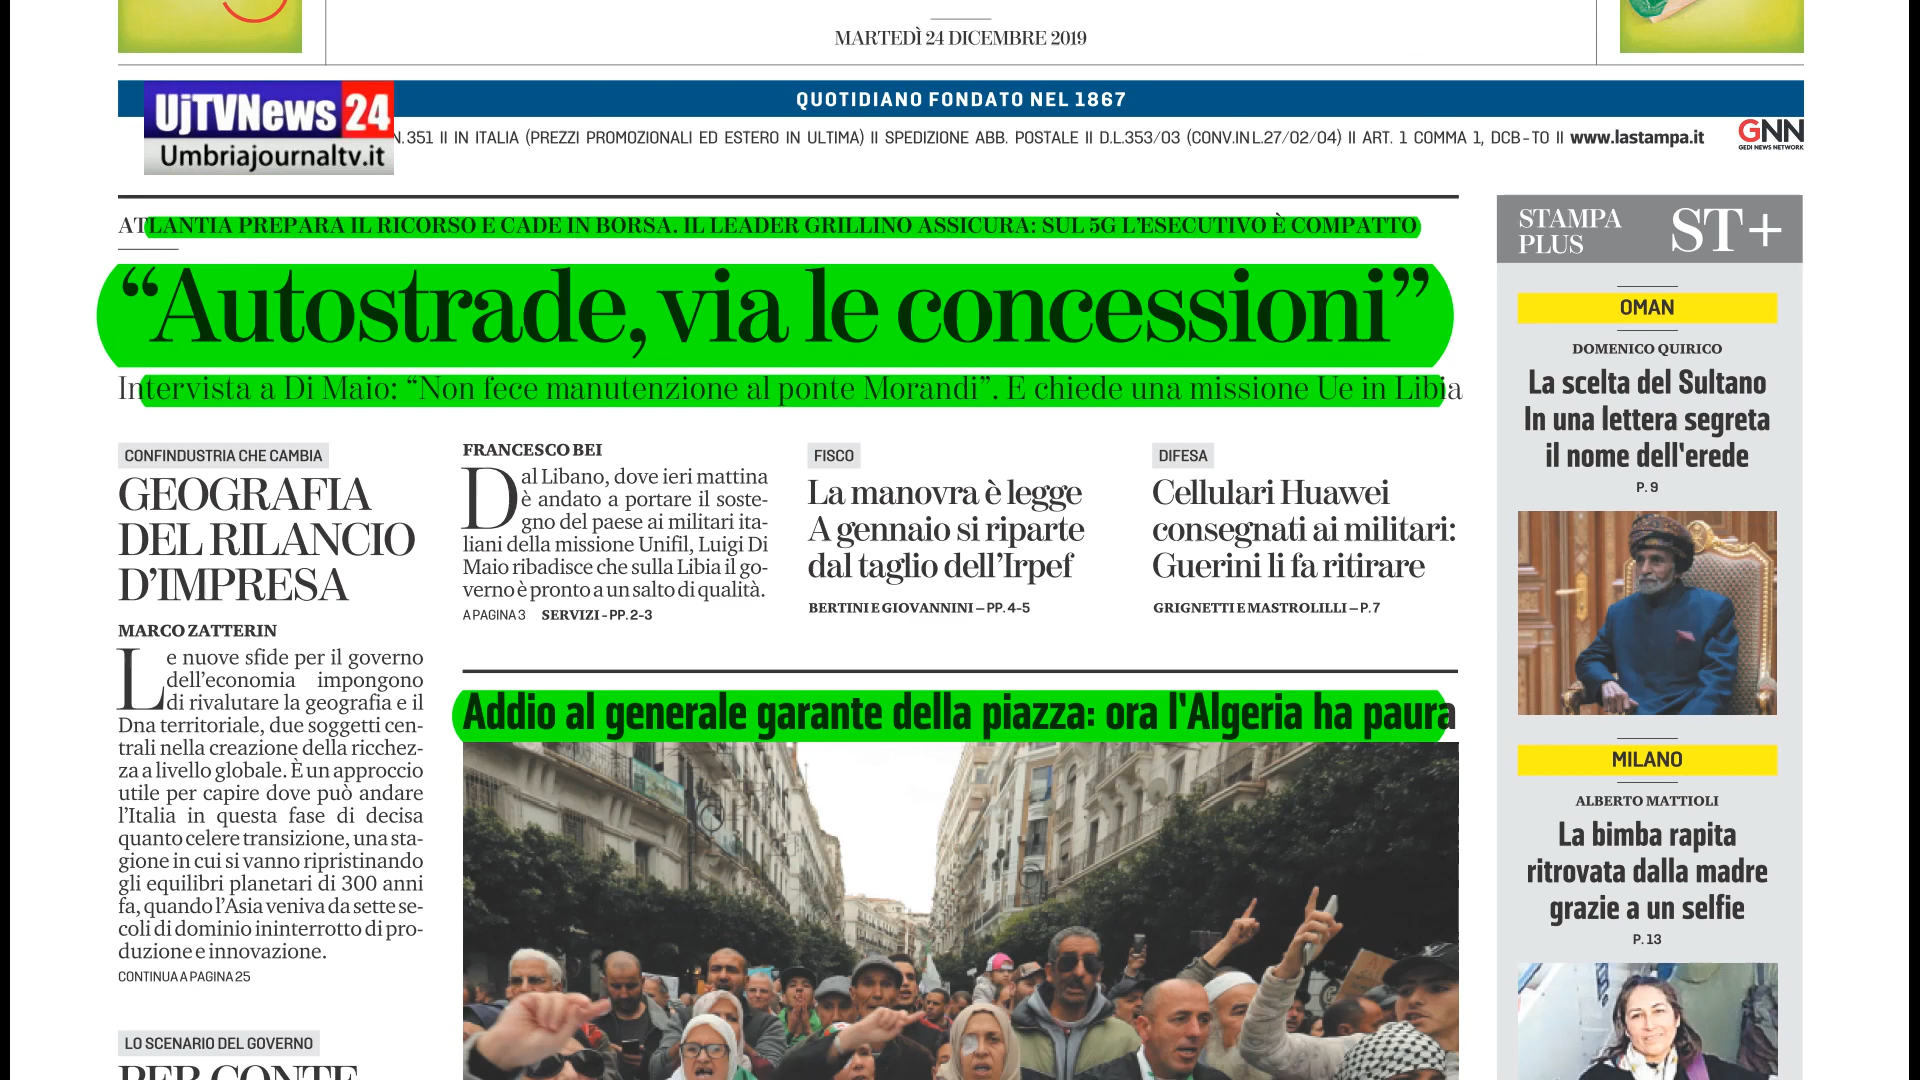 MARTEDÌ 24 DICEMBRE 2019
QUOTIDIANO FONDATO NEL 1867
UjTVNews 24
Umbriajournaltv.it
N.351 II IN ITALIA (PREZZI PROMOZIONALI ED ESTERO IN ULTIMA) II SPEDIZIONE ABB. POSTALE II D.L.353/03 (CONV.IN L.27/02/04) II ART. 1 COMMA 1, DCB-TO II www.lastampa.it
GNN
GEDI NEWS NETWORK
ATLANTIA PREPARA IL RICORSO E CADE IN BORSA. IL LEADER GRILLINO ASSICURA: SUL 5G L'ESECUTIVO È COMPATTO
“Autostrade, via le concessioni”
Intervista a Di Maio: “Non fece manutenzione al ponte Morandi”. E chiede una missione Ue in Libia
CONFINDUSTRIA CHE CAMBIA
GEOGRAFIA
DEL RILANCIO
D'IMPRESA
MARCO ZATTERIN
Le nuove sfide per il governo
dell'economia impongono
di rivalutare la geografia e il
Dna territoriale, due soggetti cen-
trali nella creazione della ricchez-
za a livello globale. È un approccio
utile per capire dove può andare
l'Italia in questa fase di decisa
quanto celere transizione, una sta-
gione in cui si vanno ripristinando
gli equilibri planetari di 300 anni
fa, quando l'Asia veniva da sette se-
coli di dominio ininterrotto di pro-
duzione e innovazione.
CONTINUA A PAGINA 25
LO SCENARIO DEL GOVERNO
PER CONTE
FRANCESCO BEI
Dal Libano, dove ieri mattina
è andato a portare il soste-
gno del paese ai militari ita-
liani della missione Unifil, Luigi Di
Maio ribadisce che sulla Libia il go-
verno è pronto a un salto di qualità.
A PAGINA 3 SERVIZI - PP. 2-3
FISCO
La manovra è legge
A gennaio si riparte
dal taglio dell'Irpef
BERTINI E GIOVANNINI – PP. 4-5
DIFESA
Cellulari Huawei
consegnati ai militari:
Guerini li fa ritirare
GRIGNETTI E MASTROLILLI – P. 7
Addio al generale garante della piazza: ora l'Algeria ha paura
STAMPA
PLUS
ST+
OMAN
DOMENICO QUIRICO
La scelta del Sultano
In una lettera segreta
il nome dell'erede
P. 9
MILANO
ALBERTO MATTIOLI
La bimba rapita
ritrovata dalla madre
grazie a un selfie
P. 13